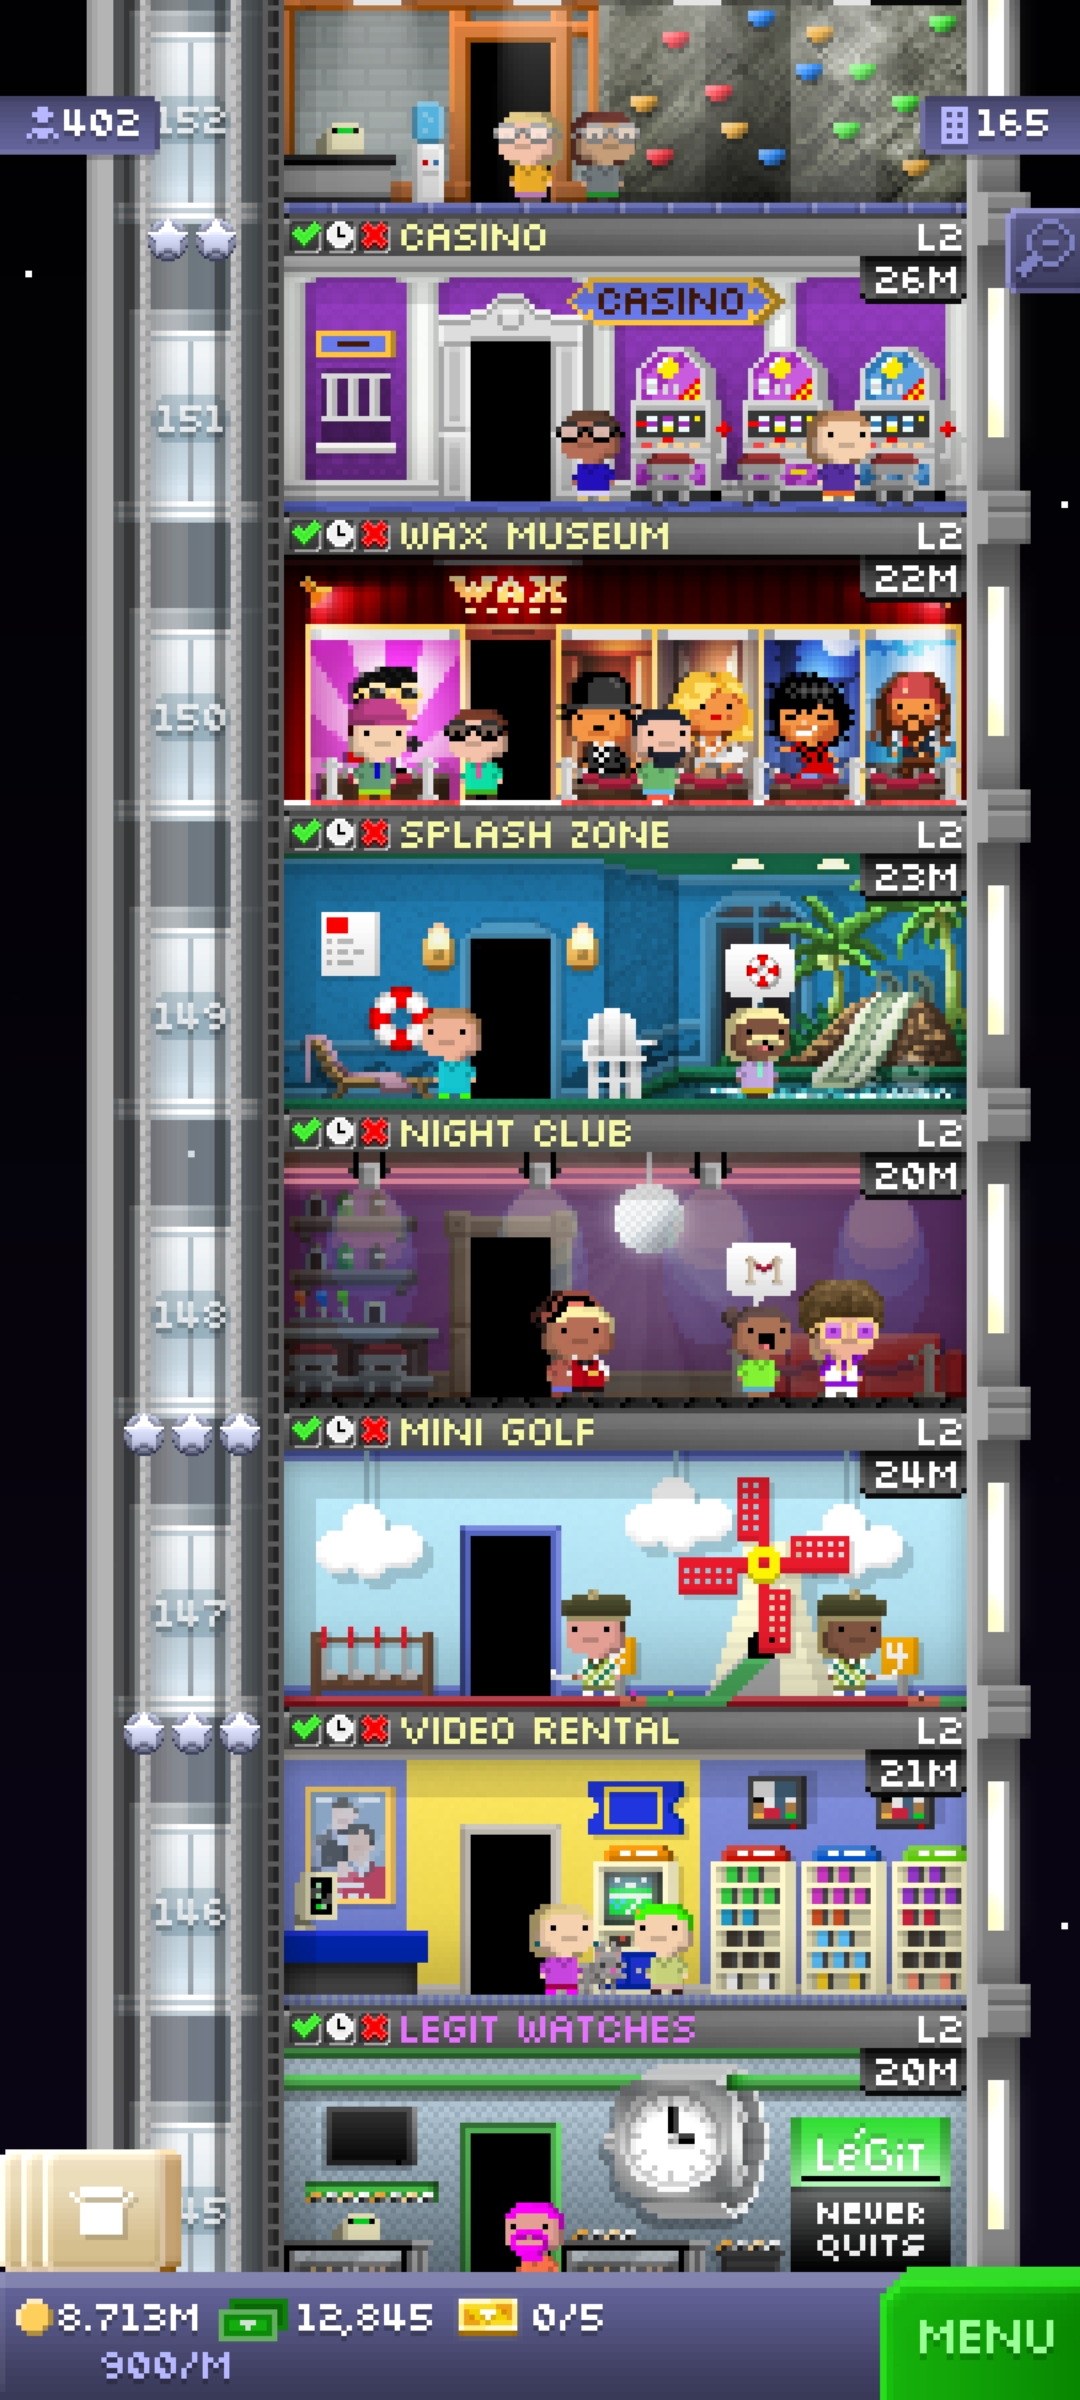 402
152
165
CASINO
L2
26M
CASINO
151
WAX MUSEUM
L2
22M
WAX
150
SPLASH ZONE
L2
23M
149
NIGHT CLUB
L2
20M
148
MINI GOLF
L2
24M
147
4
VIDEO RENTAL
L2
21M
146
LEGIT WATCHES
L2
20M
LéGiT
NEVER
QUITS
45
8.713M
12,845
0/5
MENU
900/M